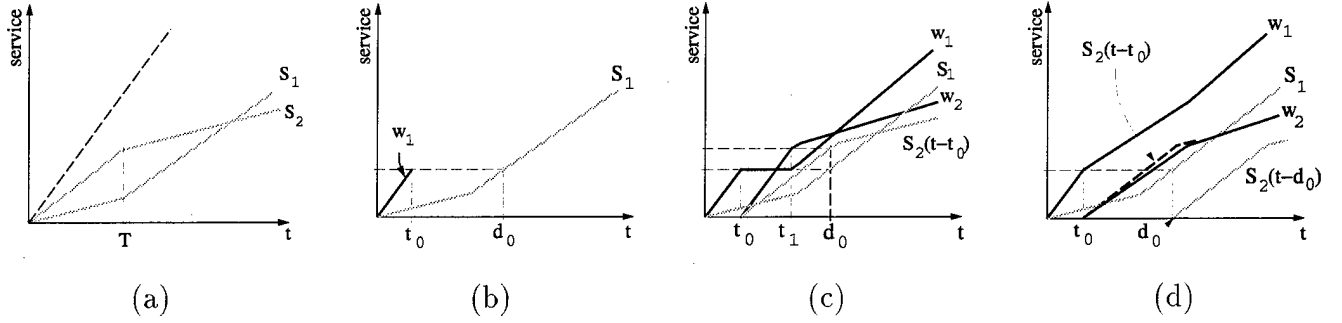 service
S1
S2
T
t
(a)
service
w1
S1
t0
d0
t
(b)
service
w1
S1
w2
S2(t-t0)
t0
t1
d0
t
(c)
service
S2(t-t0)
w1
S1
w2
S2(t-d0)
t0
d0
t
(d)